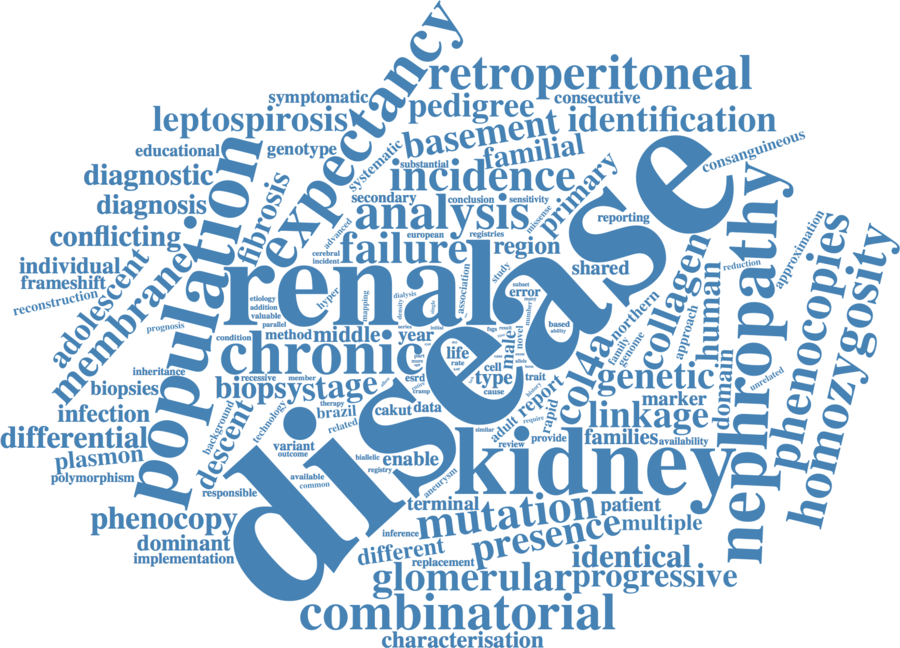 expectancy
retroperitoneal
symptomatic
pedigree
consecutive
leptospirosis
basement
identification
educational
genotype
systematic
substantial
familial
consanguineous
diagnostic
incidence
primary
diagnosis
fibrosis
secondary
conclusion
sensitivity
missense
analysis
reporting
conflicting
population
advanced
european
registries
failure
region
individual
frameshift
cerebral
incident
association
study
shared
reduction
approximation
reconstruction
adolescent
membrane
renal
disease
hyper
mapping
dialysis
density
etiology
addition
valuable
parallel
subset
error
northern
collagen
human
nephropathy
phenocopies
homozygosity
prognosis
condition
method
middle
series
initial
year
novel
male
based
ability
family
genome
approach
chronic
life
rate
cell
type
cause
trait
inheritance
biopsies
biopsy
recessive
member
stage
esrd
col4a
genetic
unrelated
marker
domain
infection
background
descent
technology
therapy
brazil
related
cakut
data
adult
report
history
require
rapid
linkage
differential
plasmon
polymorphism
variant
outcome
biallelic
registry
enable
similar
review
provide
families
availability
kidney
available
common
responsible
aneurysm
terminal
phenocopy
mutation
patient
dominant
implementation
inference
presence
multiple
different
replacement
identical
glomerular
progressive
combinatorial
characterisation